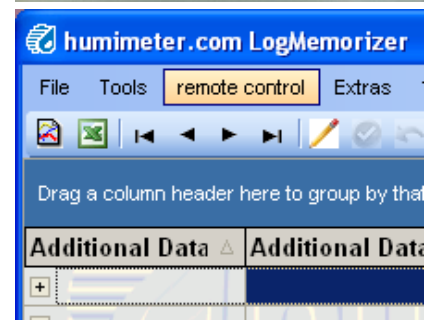 humimeter.com LogMemorizer
File Tools remote control Extras
Drag a column header here to group by that
Additional Data Additional Data